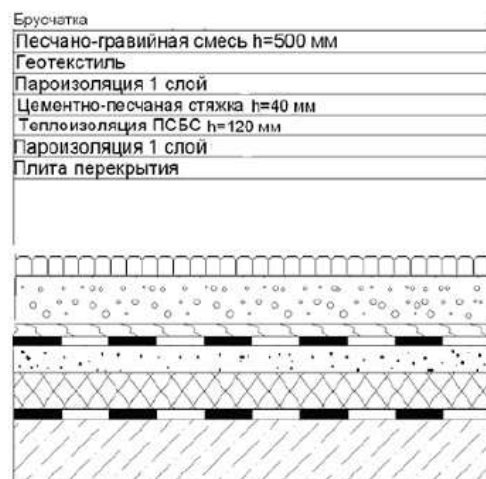 Брусчатка
Песчано-гравийная смесь h=500 мм
Геотекстиль
Пароизоляция 1 слой
Цементно-песчаная стяжка h=40 мм
Теплоизоляция ПСБС h=120 мм
Пароизоляция 1 слой
Плита перекрытия